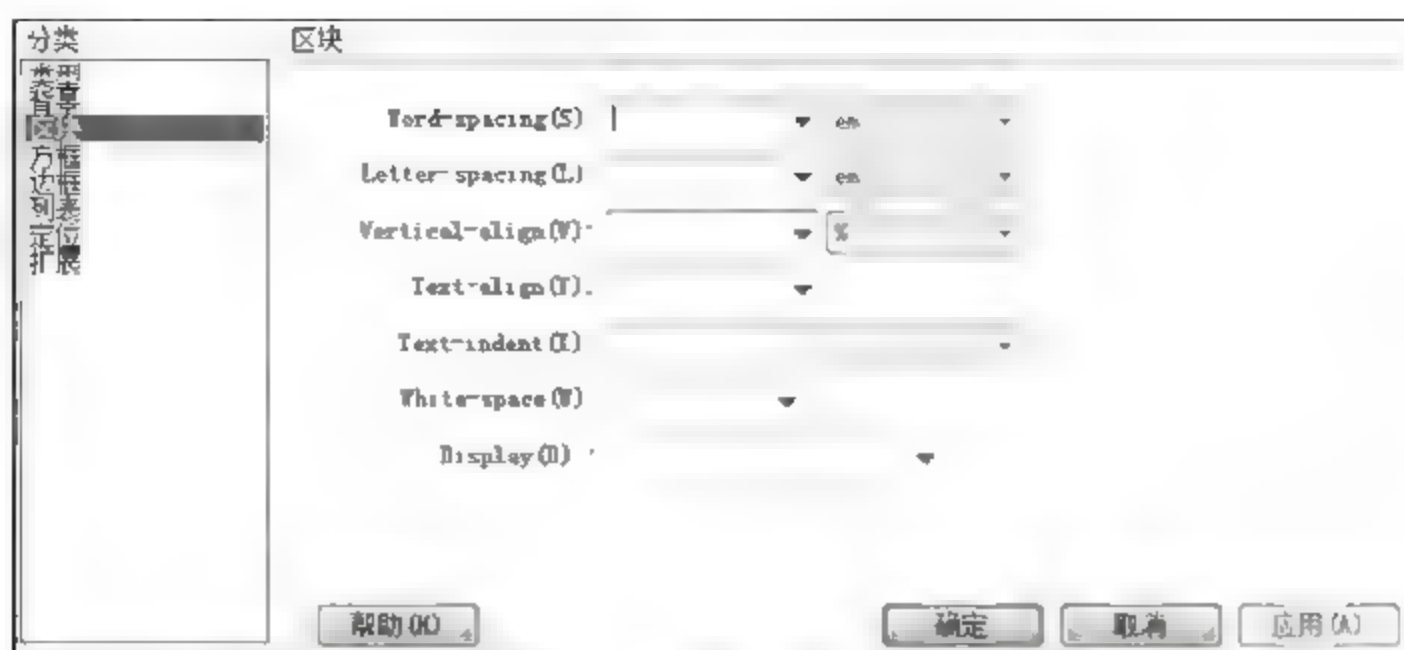 分类
类型
背景
区块
方框
边框
列表
定位
扩展
区块
Word-spacing(S)
em
Letter-spacing(L)
em
Vertical-align(V)
%
Text-align(T)
Text-indent(I)
White-space(W)
Display(D)
帮助(H) 确定 取消 应用(A)